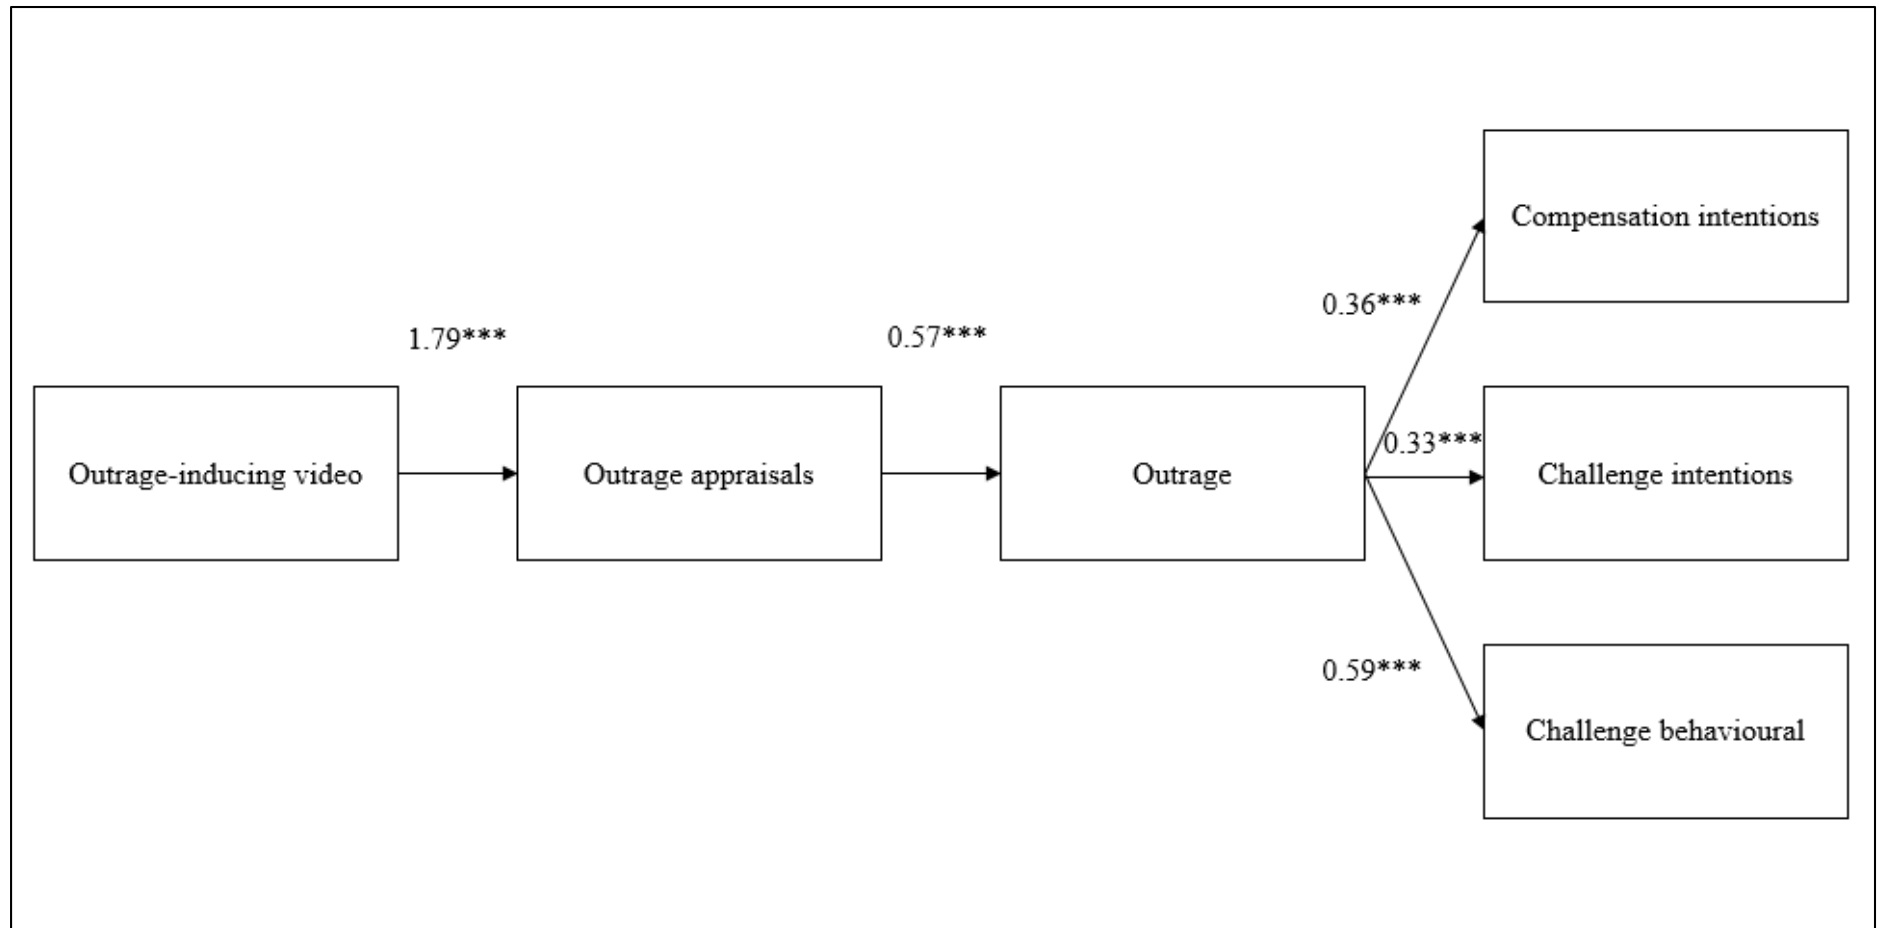 Compensation intentions
0.36***
1.79***
0.57***
0.33***
Outrage-inducing video
Outrage appraisals
Outrage
Challenge intentions
0.59***
Challenge behavioural